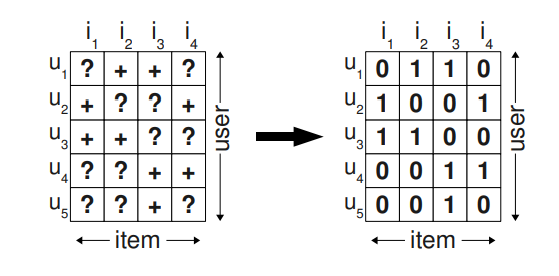 i1 i2 i3 i4 i1 i2 i3 i4
u1 ? + + ? u1 0 1 1 0
u2 + ? ? + u2 1 0 0 1
u3 + + ? ? u3 1 1 0 0
u4 ? ? + + u4 0 0 1 1
u5 ? ? + ? u5 0 0 1 0
user user
item item